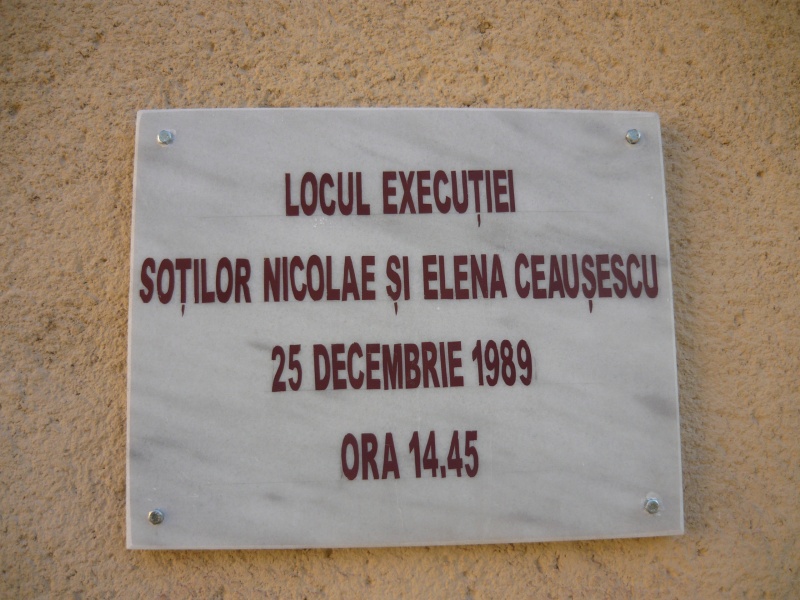 LOCUL EXECUȚIEI
SOȚILOR NICOLAE ȘI ELENA CEAUȘESCU
25 DECEMBRIE 1989
ORA 14.45